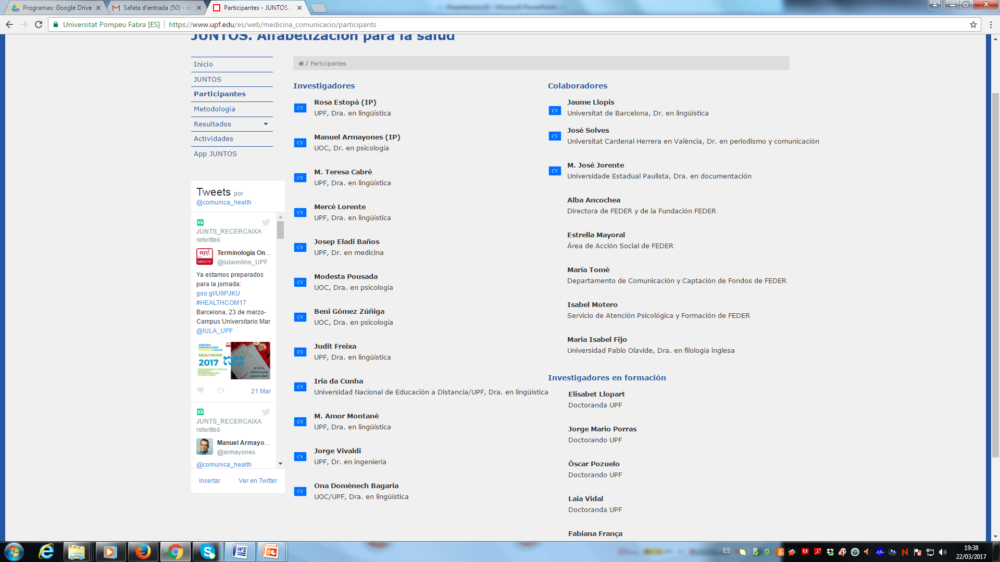 Programas: Google Drive
Safata d'entrada (50) - ro
Participantes - JUNTOS. A
Universitat Pompeu Fabra [ES]
https://www.upf.edu/es/web/medicina_comunicacio/participants
JUNTOS. Alfabetización para la salud
Inicio
JUNTOS
Participantes
Metodología
Resultados
Actividades
App JUNTOS
Tweets por
@comunica_health
JUNTS_RECERCAIXA
retwitteó
upf.
Terminología On...
@iulaonline_UPF
Ya estamos preparados
para la jornada:
goo.gl/U9PJKU
#HEALTHCOM17
Barcelona, 23 de marzo-
Campus Universitario Mar
@IULA_UPF
JORNADA
COMUNICACIÓN,
LENGUAJE Y SALUD
HEALTHCOM'
2017
JUNTOS.
Alfabetización
para la salud
21 Mar
JUNTS_RECERCAIXA
retwitteó
Manuel Armayo...
@armayones
@comunica_health
Insertar
Ver en Twitter
/ Participantes
Investigadores
CV
Rosa Estopà (IP)
UPF, Dra. en lingüística
CV
Manuel Armayones (IP)
UOC, Dr. en psicología
CV
M. Teresa Cabré
UPF, Dra. en lingüística
CV
Mercè Lorente
UPF, Dra. en lingüística
CV
Josep Eladi Baños
UPF, Dr. en medicina
CV
Modesta Pousada
UOC, Dra. en psicología
CV
Beni Gómez Zúñiga
UOC, Dra. en psicología
CV
Judit Freixa
UPF, Dra. en lingüística
CV
Iria da Cunha
Universidad Nacional de Educación a Distancia/UPF, Dra. en lingüística
CV
M. Amor Montané
UPF, Dra. en lingüística
CV
Jorge Vivaldi
UPF, Dr. en ingeniería
CV
Ona Domènech Bagaria
UOC/UPF, Dra. en lingüística
Colaboradores
CV
Jaume Llopis
Universitat de Barcelona, Dr. en lingüística
CV
José Solves
Universitat Cardenal Herrera en València, Dr. en periodismo y comunicación
CV
M. José Jorente
Universidade Estadual Paulista, Dra. en documentación
Alba Ancochea
Directora de FEDER y de la Fundación FEDER
Estrella Mayoral
Área de Acción Social de FEDER
María Tomé
Departamento de Comunicación y Captación de Fondos de FEDER
Isabel Motero
Servicio de Atención Psicológica y Formación de FEDER
Maria Isabel Fijo
Universidad Pablo Olavide, Dra. en filología inglesa
Investigadores en formación
Elisabet Llopart
Doctoranda UPF
Jorge Mario Porras
Doctorando UPF
Òscar Pozuelo
Doctorando UPF
Laia Vidal
Doctoranda UPF
Fabiana França
ES
19:38
22/03/2017